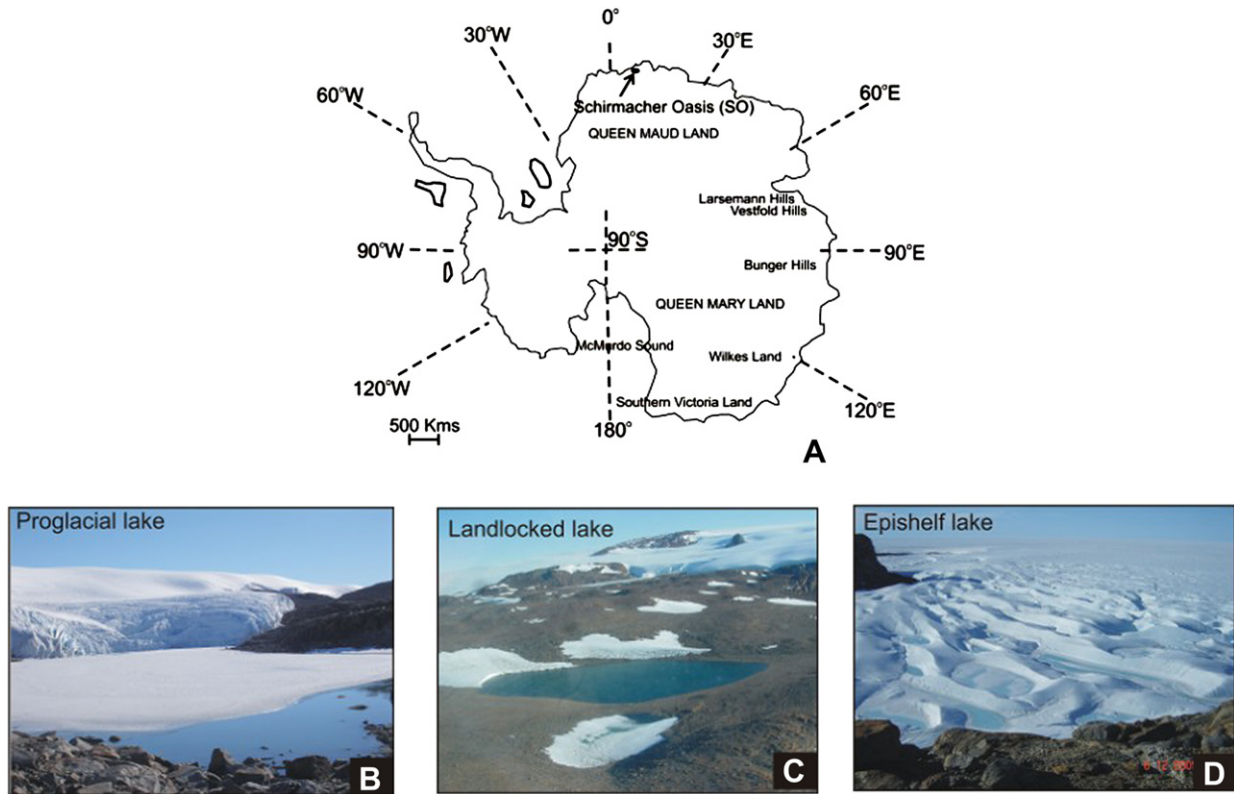 0°
30°W
30°E
60°W
60°E
Schirmacher Oasis (SO)
QUEEN MAUD LAND
Larsemann Hills
Vestfold Hills
90°W
90°S
90°E
Bunger Hills
QUEEN MARY LAND
McMurdo Sound
Wilkes Land
120°W
120°E
Southern Victoria Land
500 Kms
180°
A
Proglacial lake
Landlocked lake
Epishelf lake
B
C
D